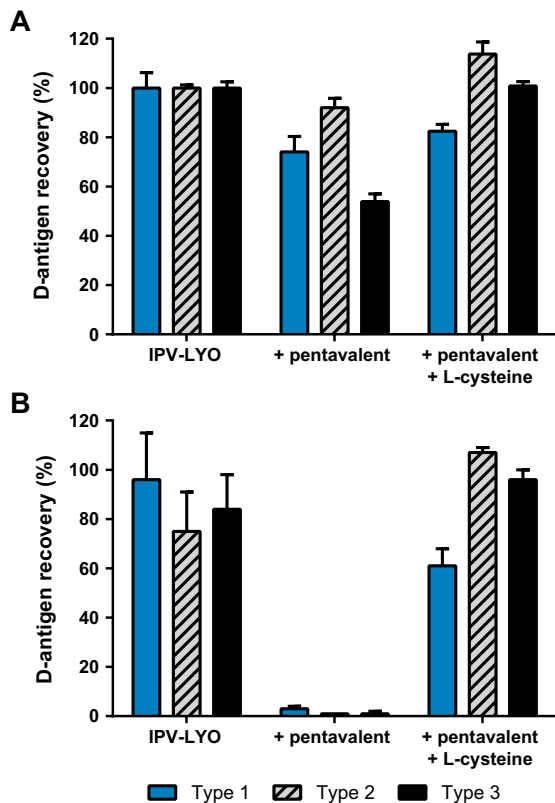 A
D-antigen recovery (%)
120
100
80
60
40
20
0
IPV-LYO
+ pentavalent
+ pentavalent
+ L-cysteine
B
D-antigen recovery (%)
120
100
80
60
40
20
0
IPV-LYO
+ pentavalent
+ pentavalent
+ L-cysteine
Type 1 Type 2 Type 3